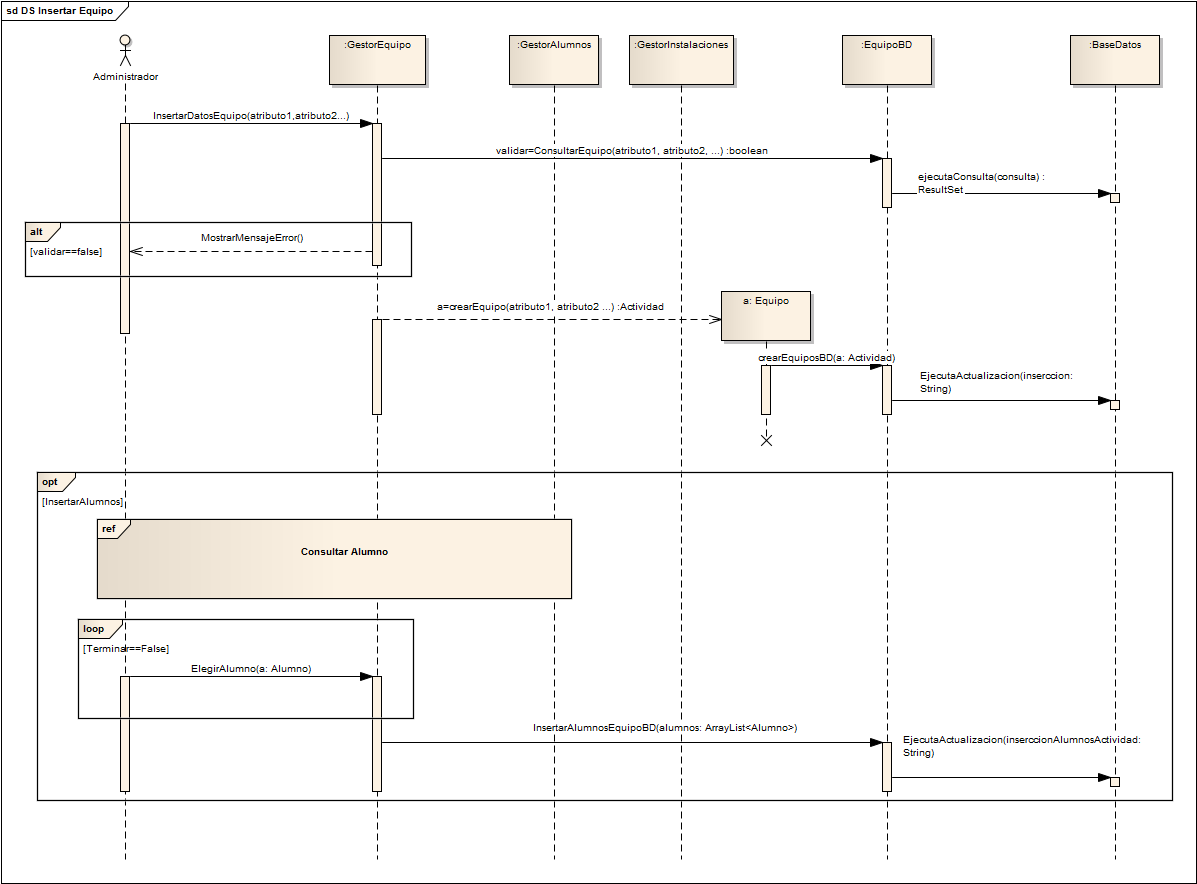 sd DS Insertar Equipo
Administrador
:GestorEquipo
:GestorAlumnos
:GestorInstalaciones
:EquipoBD
:BaseDatos
InsertarDatosEquipo(atributo1,atributo2...)
validar=ConsultarEquipo(atributo1, atributo2, ...) :boolean
ejecutaConsulta(consulta) :
ResultSet
alt
[validar==false]
MostrarMensajeError()
a=crearEquipo(atributo1, atributo2 ...) :Actividad
a: Equipo
crearEquiposBD(a: Actividad)
EjecutaActualizacion(inserccion:
String)
opt
[InsertarAlumnos]
ref
Consultar Alumno
loop
[Terminar==False]
ElegirAlumno(a: Alumno)
InsertarAlumnosEquipoBD(alumnos: ArrayList<Alumno>)
EjecutaActualizacion(inserccionAlumnosActividad:
String)